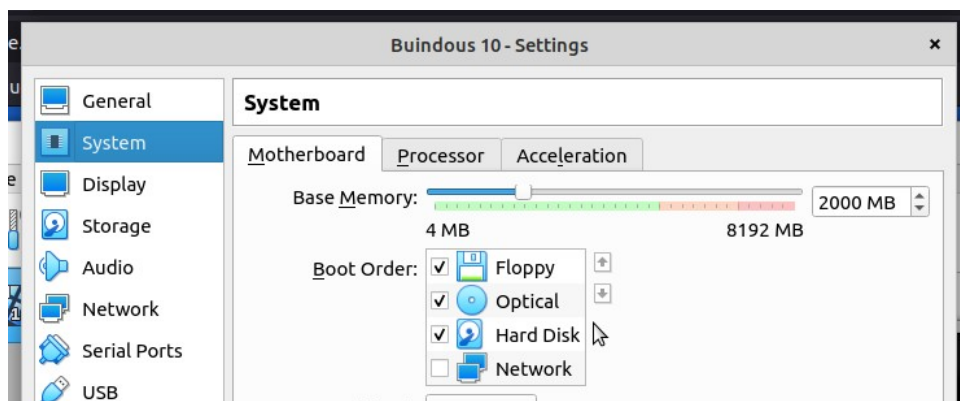 Buindous 10 - Settings
General
System
Display
Storage
Audio
Network
Serial Ports
USB
System
Motherboard Processor Acceleration
Base Memory: 2000 MB
4 MB 8192 MB
Boot Order: Floppy
Optical
Hard Disk
Network